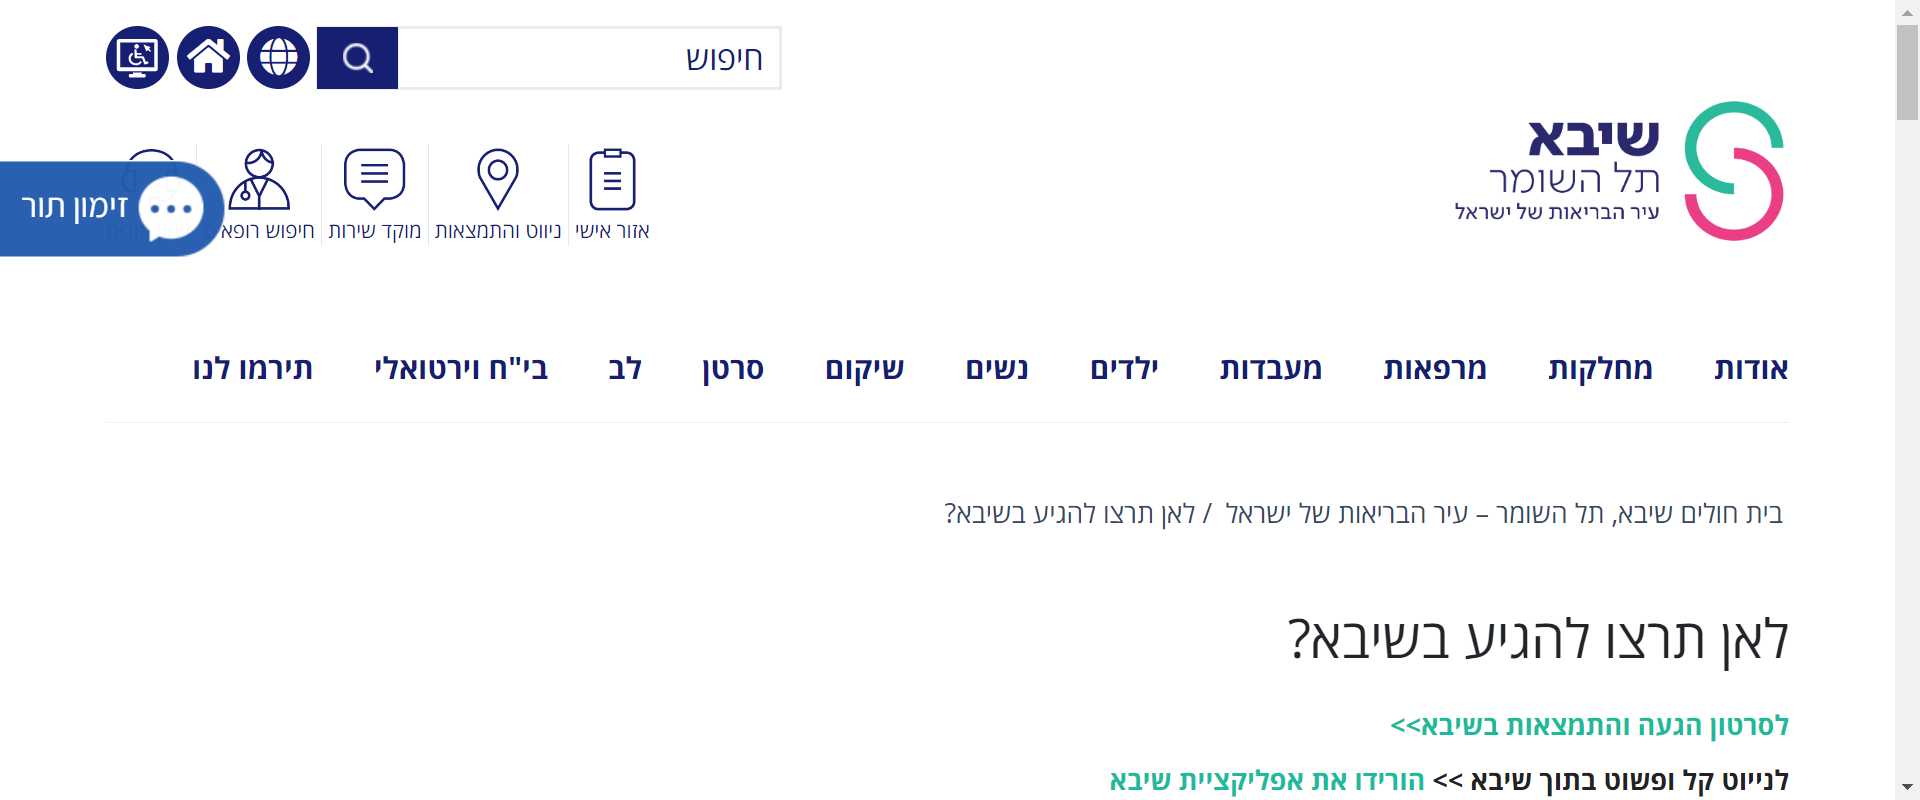 חיפוש
שיבא
תל השומר
עיר הבריאות של ישראל
אזור אישי
ניווט והתמצאות
מוקד שירות
חיפוש רופא
זימון תור
אודות
מחלקות
מרפאות
מעבדות
ילדים
נשים
שיקום
סרטן
לב
בי"ח וירטואלי
תירמו לנו
בית חולים שיבא, תל השומר – עיר הבריאות של ישראל / לאן תרצו להגיע בשיבא?
לאן תרצו להגיע בשיבא?
לסרטון הגעה והתמצאות בשיבא>>
לנייוט קל ופשוט בתוך שיבא >> הורידו את אפליקציית שיבא